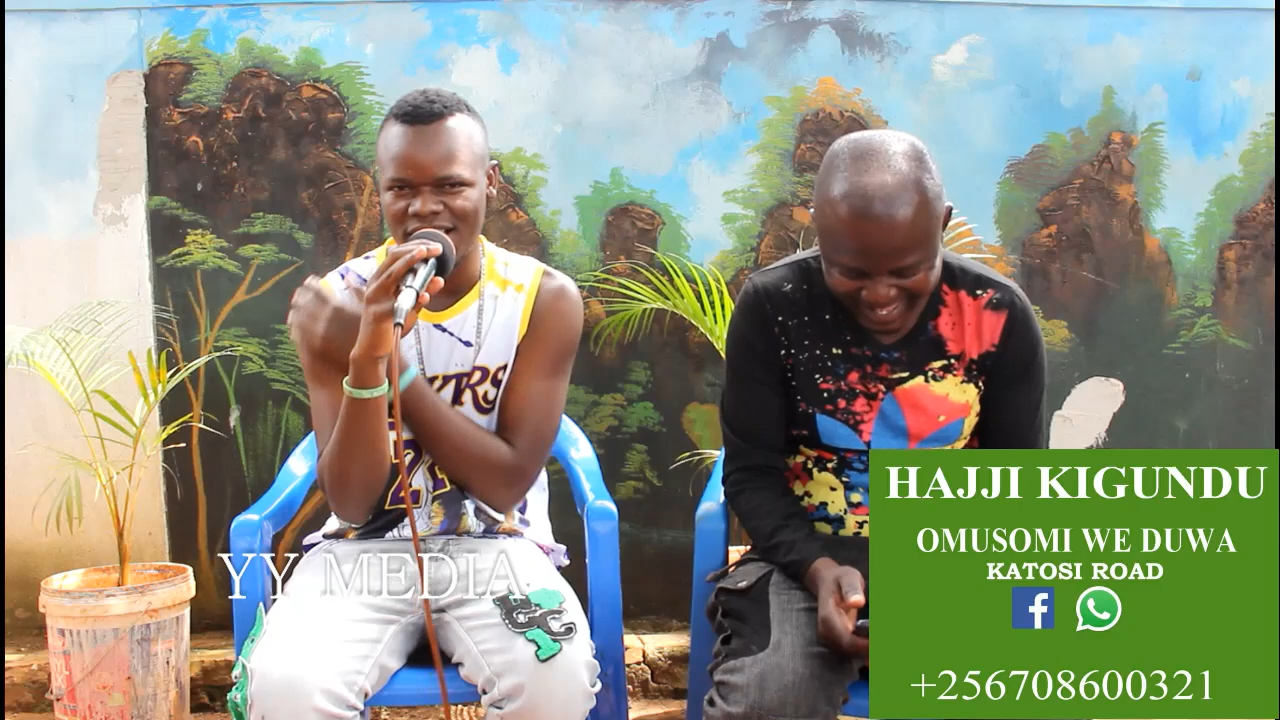 YY MEDIA
HAJJI KIGUNDU
OMUSOMI WE DUWA
KATOSI ROAD
+256708600321